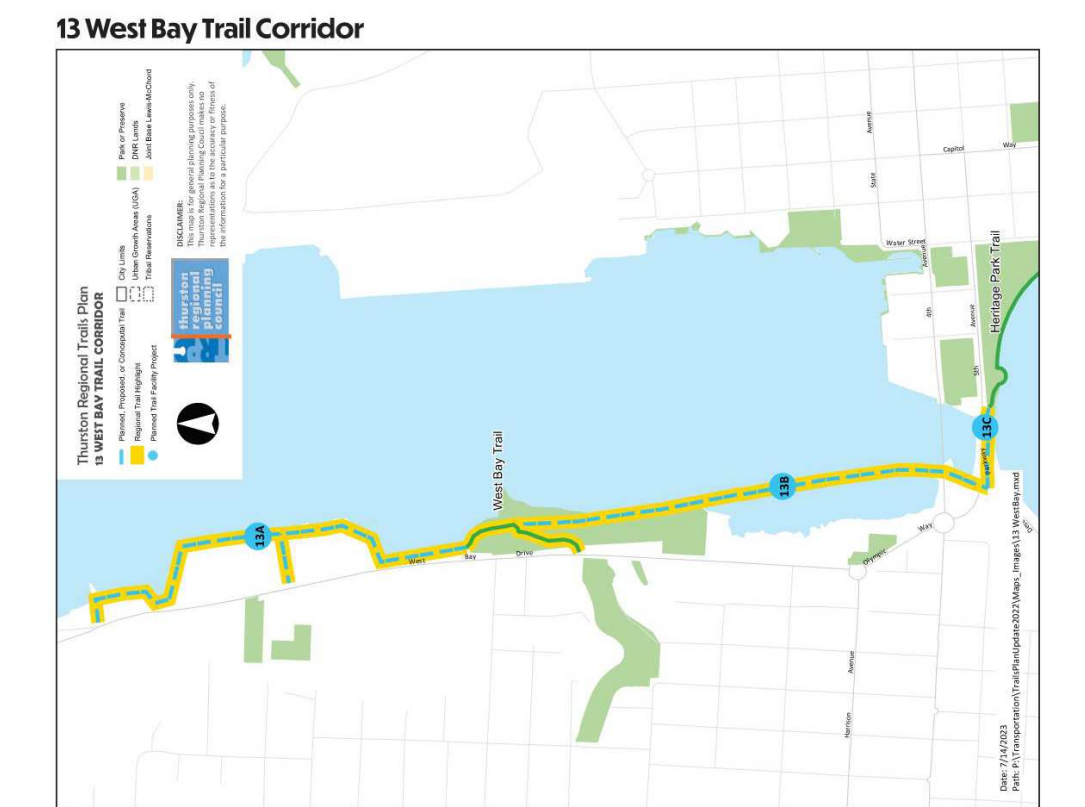 13 West Bay Trail Corridor
Thurston Regional Trails Plan
13 WEST BAY TRAIL CORRIDOR
Planned, Proposed, or Conceputal Trail
Regional Trail Highlight
Planned Trail Facility Project
City Limits
Urban Growth Areas (UGA)
Tribal Reservations
Park or Preserve
DNR Lands
Joint Base Lewis-McChord
thurston
regional
planning
council
DISCLAIMER:
This map is for general planning purposes only.
Thurston Regional Planning Coucil makes no
representations as to the accuracy or fitness of
the information for a particular purpose.
13A
West Bay Drive
West Bay Trail
13B
13C
Parkway
Heritage Park Trail
State Avenue
Capitol Way
Water Street
4th Avenue
5th Avenue
Olympic Way
Harrison Avenue
Date: 7/14/2023
Path: P:\Transportation\TrailsPlanUpdate2022\Maps_Images\13 WestBay.mxd